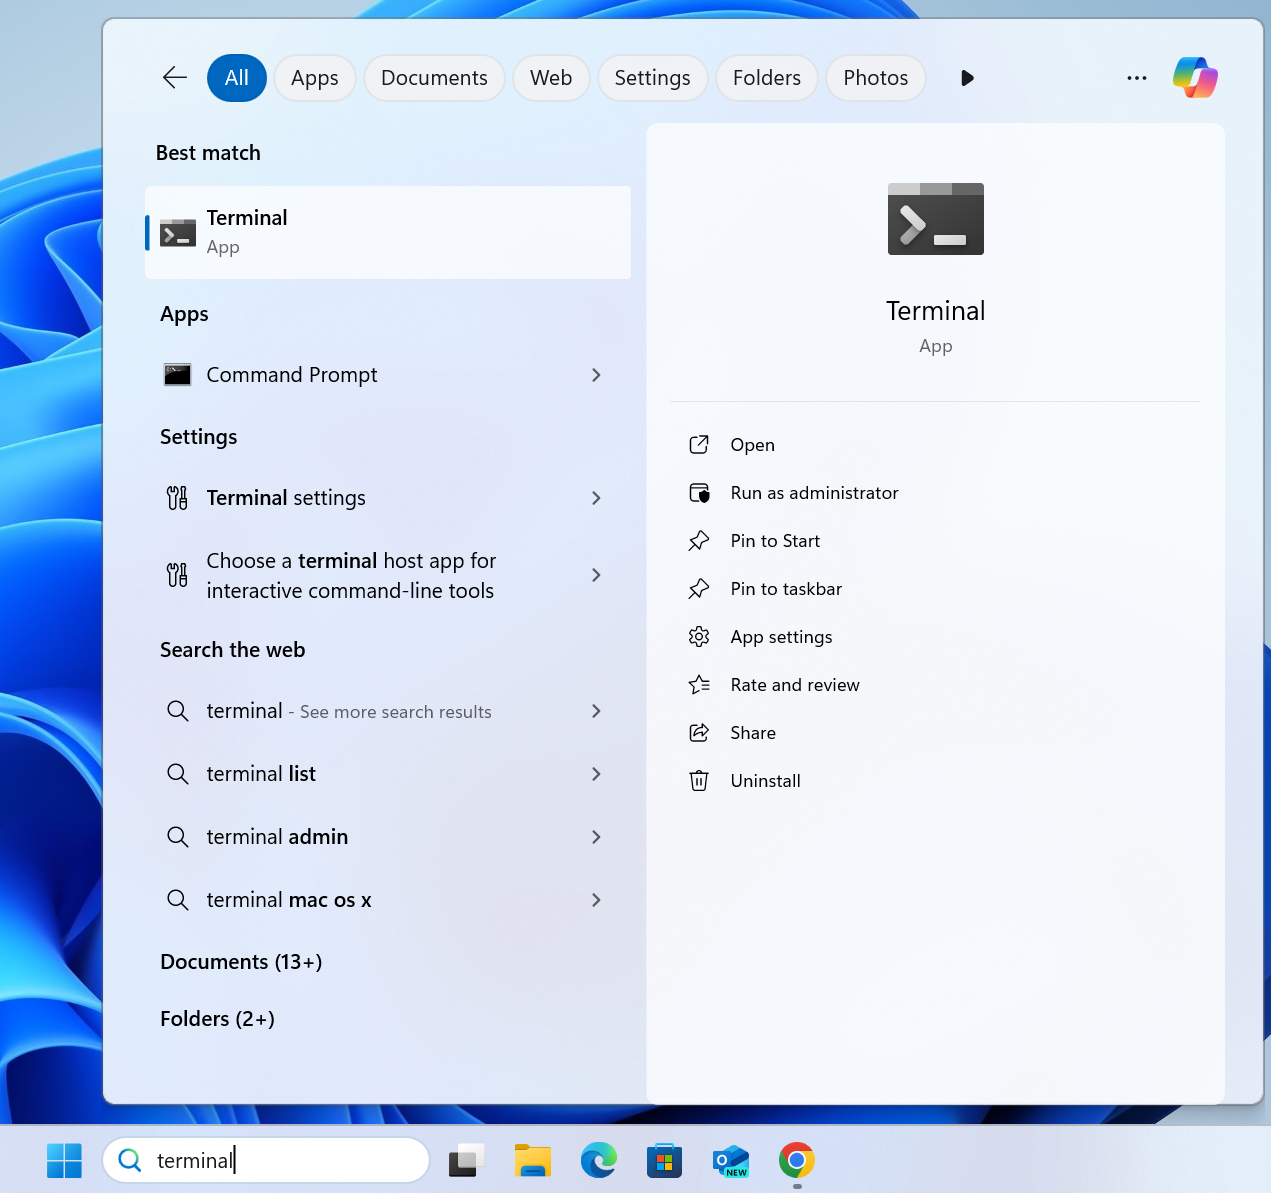 All
Apps
Documents
Web
Settings
Folders
Photos
Best match
Terminal
App
Apps
Command Prompt
Settings
Terminal settings
Choose a terminal host app for
interactive command-line tools
Search the web
terminal - See more search results
terminal list
terminal admin
terminal mac os x
Documents (13+)
Folders (2+)
Terminal
App
Open
Run as administrator
Pin to Start
Pin to taskbar
App settings
Rate and review
Share
Uninstall
terminal
O
NEW